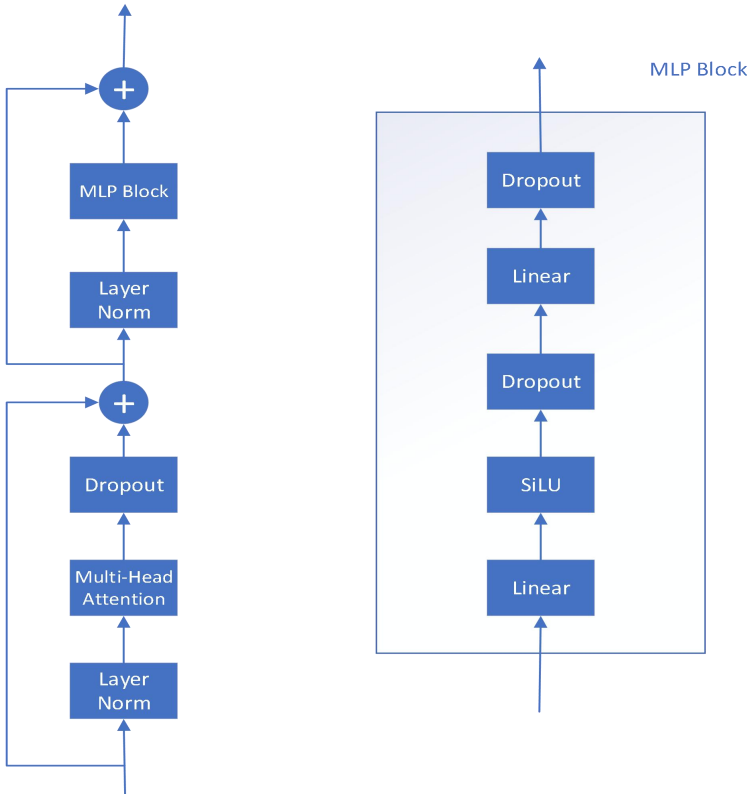 +
MLP Block
Layer
Norm
+
Dropout
Multi-Head
Attention
Layer
Norm
MLP Block
Dropout
Linear
Dropout
SiLU
Linear